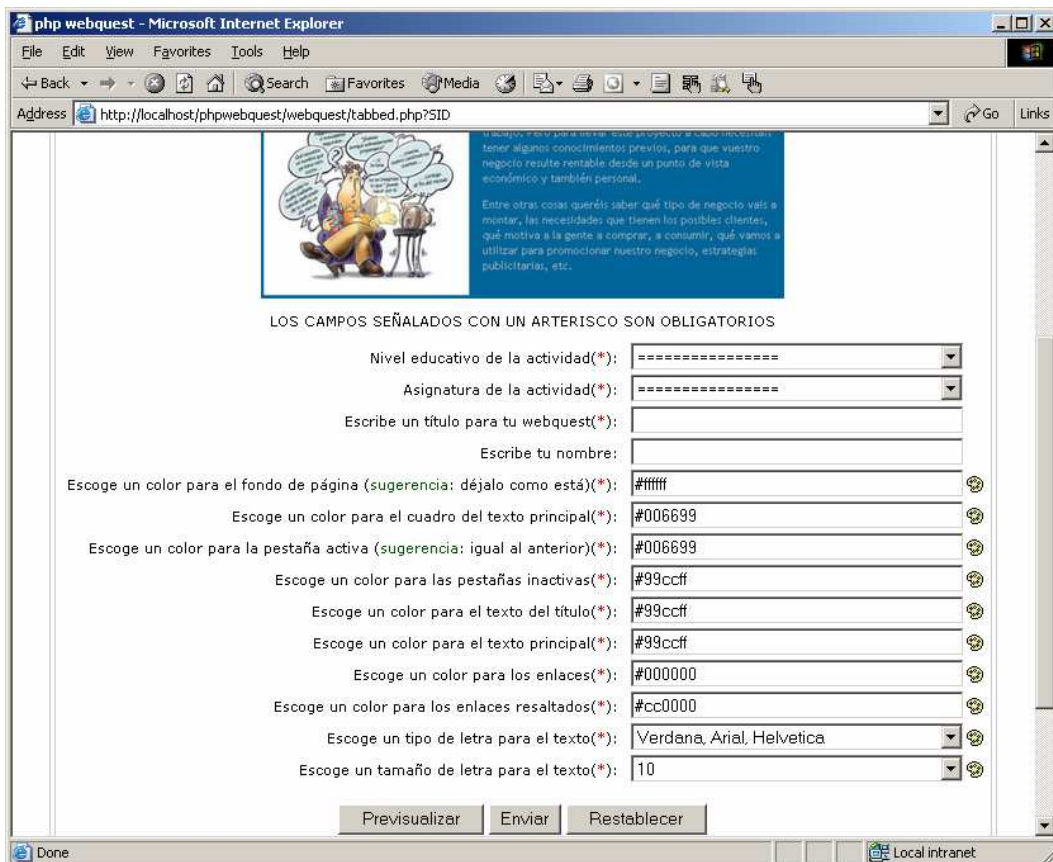 php webquest - Microsoft Internet Explorer
File Edit View Favorites Tools Help
Back Search Favorites Media
Address http://localhost/phpwebquest/webquest/tabbed.php?SID Go Links
trabajo. Pero para llevar este proyecto a cabo necesitan
tener algunos conocimientos previos, para que vuestro
negocio resulte rentable desde un punto de vista
económico y también personal.
Entre otras cosas queréis saber qué tipo de negocio vais a
montar, las necesidades que tienen los posibles clientes,
qué motiva a la gente a comprar, a consumir, qué vamos a
utilizar para promocionar nuestro negocio, estrategias
publicitarias, etc.
LOS CAMPOS SEÑALADOS CON UN ARTERISCO SON OBLIGATORIOS
Nivel educativo de la actividad(*): ================
Asignatura de la actividad(*): ================
Escribe un título para tu webquest(*):
Escribe tu nombre:
Escoge un color para el fondo de página (sugerencia: déjalo como está)(*): #ffffff
Escoge un color para el cuadro del texto principal(*): #006699
Escoge un color para la pestaña activa (sugerencia: igual al anterior)(*): #006699
Escoge un color para las pestañas inactivas(*): #99ccff
Escoge un color para el texto del título(*): #99ccff
Escoge un color para el texto principal(*): #99ccff
Escoge un color para los enlaces(*): #000000
Escoge un color para los enlaces resaltados(*): #cc0000
Escoge un tipo de letra para el texto(*): Verdana, Arial, Helvetica
Escoge un tamaño de letra para el texto(*): 10
Previsualizar Enviar Restablecer
Done Local intranet